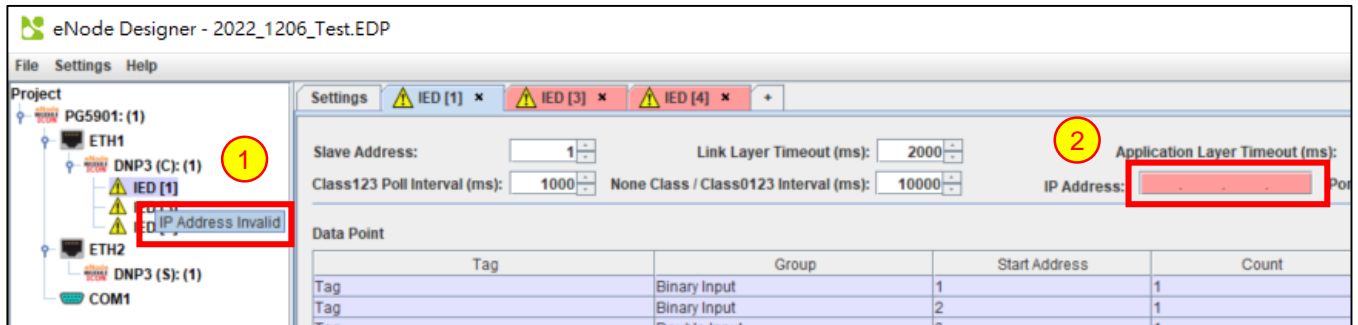 eNode Designer - 2022_1206_Test.EDP
File Settings Help
Project
PG5901: (1)
ETH1
DNP3 (C): (1)
IED [1]
IED
IED
IP Address Invalid
ETH2
DNP3 (S): (1)
COM1
1
Settings IED [1] × IED [3] × IED [4] × +
2
Slave Address: 1 Link Layer Timeout (ms): 2000 Application Layer Timeout (ms):
Class123 Poll Interval (ms): 1000 None Class / Class0123 Interval (ms): 10000 IP Address: . . . Por
Data Point
Tag Group Start Address Count
Tag Binary Input 1 1
Tag Binary Input 2 1